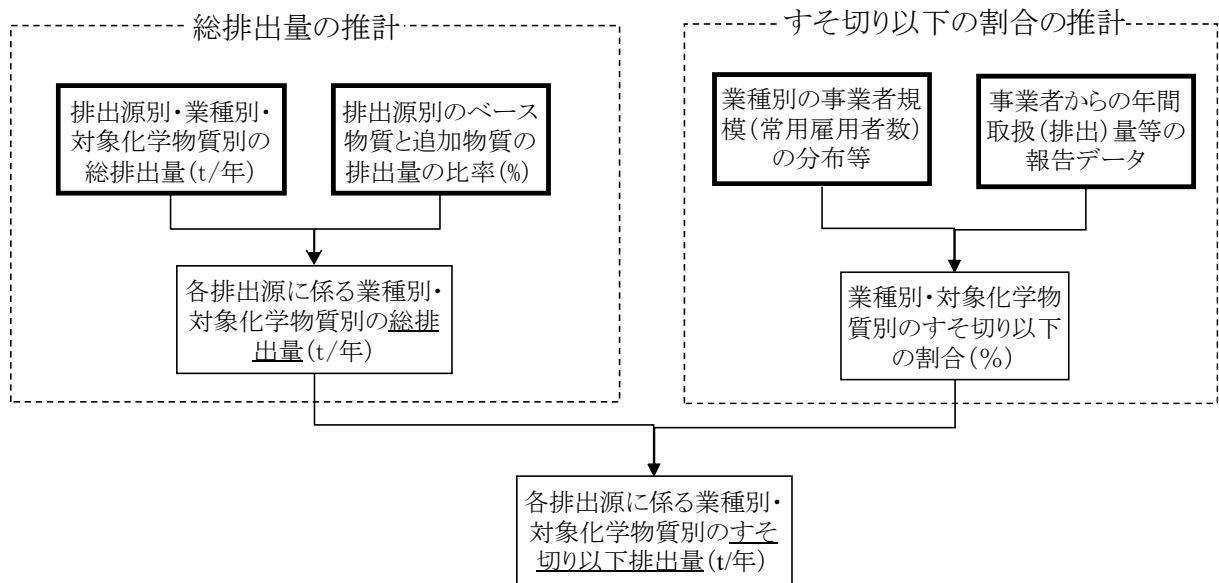 総排出量の推計
排出源別・業種別・
対象化学物質別の
総排出量(t/年)
排出源別のベース
物質と追加物質の
排出量の比率(%)
各排出源に係る業種別・
対象化学物質別の総排
出量(t/年)
すそ切り以下の割合の推計
業種別の事業者規
模(常用雇用者数)
の分布等
事業者からの年間
取扱(排出)量等の
報告データ
業種別・対象化学物
質別のすそ切り以下
の割合(%)
各排出源に係る業種別・
対象化学物質別のすそ
切り以下排出量(t/年)